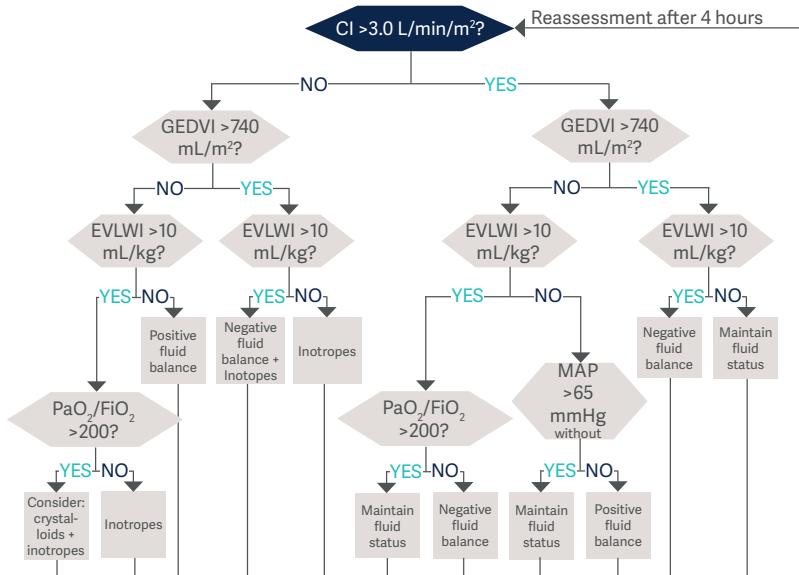 Reassessment after 4 hours
CI >3.0 L/min/m²?
NO
YES
GEDVI >740
mL/m²?
GEDVI >740
mL/m²?
NO
YES
NO
YES
EVLWI >10
mL/kg?
EVLWI >10
mL/kg?
EVLWI >10
mL/kg?
EVLWI >10
mL/kg?
YES
NO
YES
NO
YES
NO
YES
NO
Positive
fluid
balance
Negative
fluid
balance +
Inotopes
Inotropes
Negative
fluid
balance
Maintain
fluid
status
PaO₂/FiO₂
>200?
PaO₂/FiO₂
>200?
MAP
>65
mmHg
without
YES
NO
YES
NO
YES
NO
Consider:
crystal-
loids +
inotropes
Inotropes
Maintain
fluid
status
Negative
fluid
balance
Maintain
fluid
status
Positive
fluid
balance